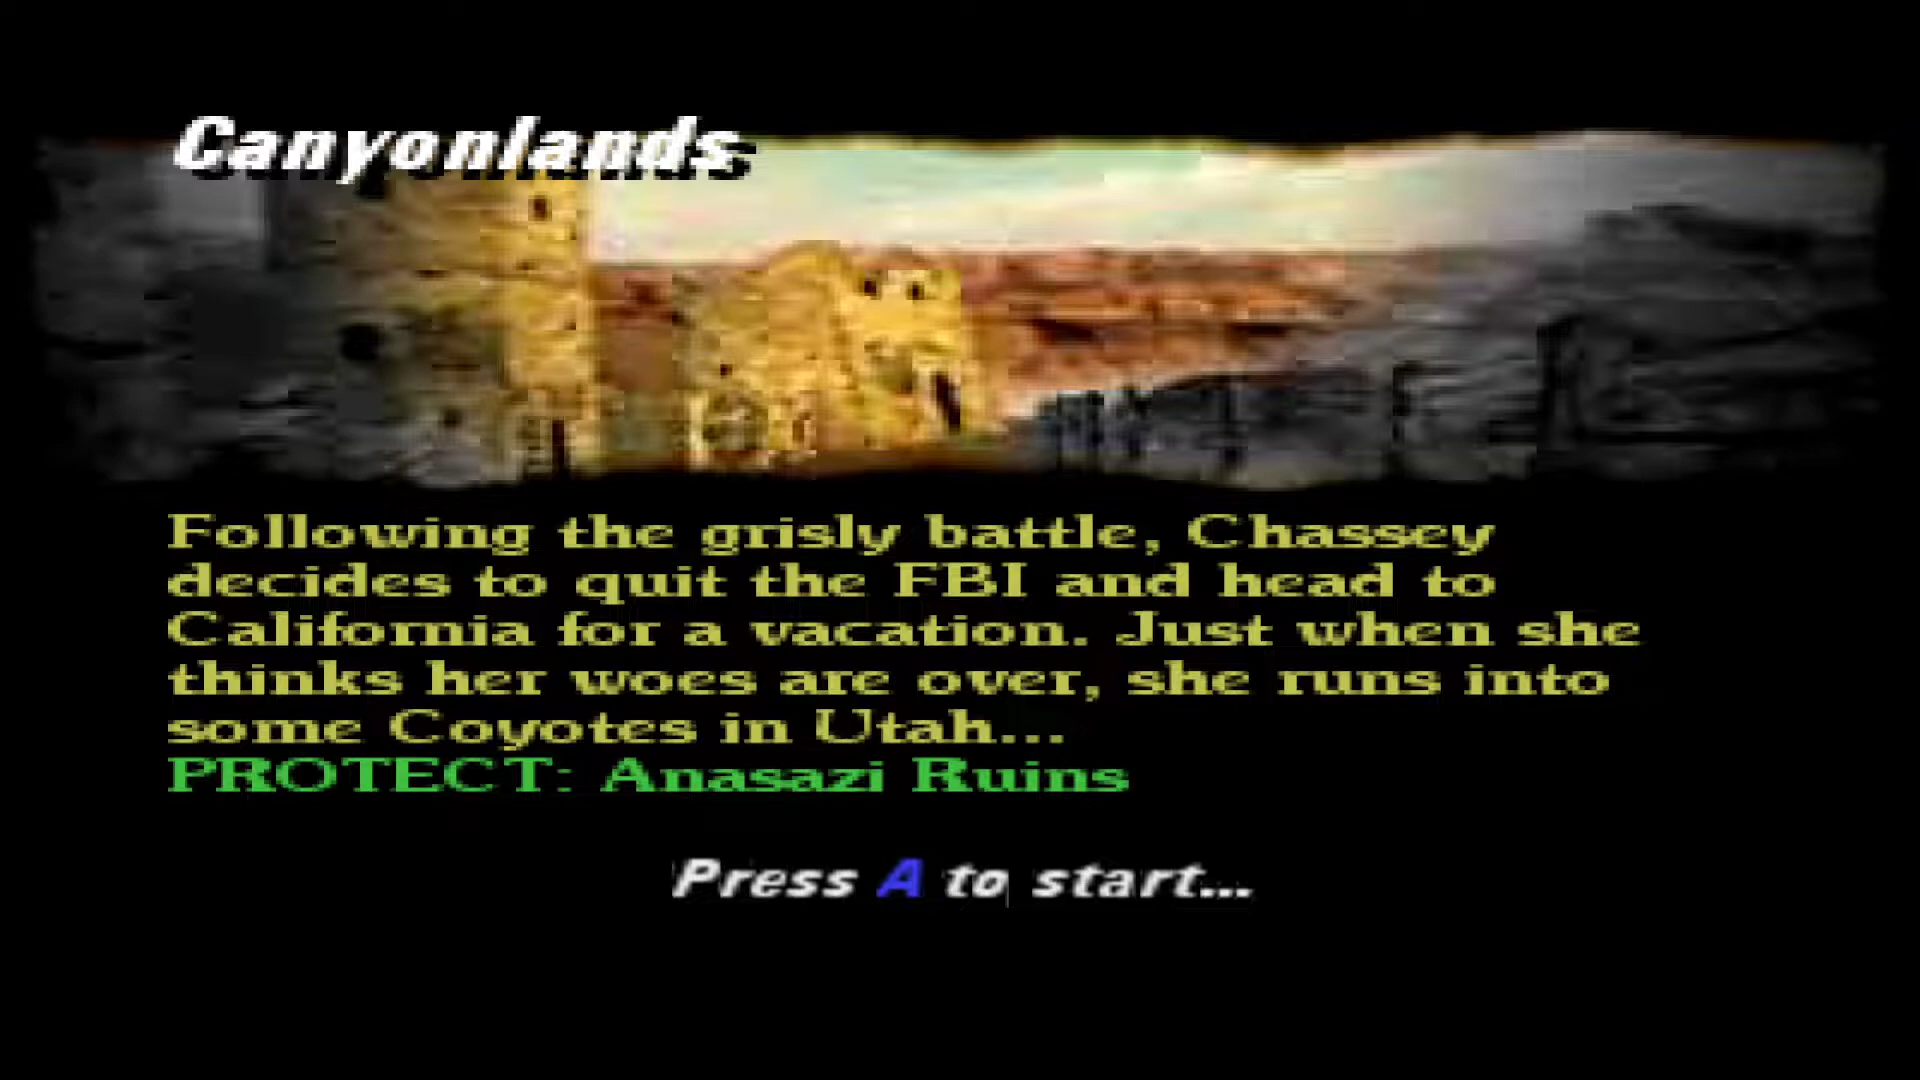 Canyonlands
Following the grisly battle, Chassey
decides to quit the FBI and head to
California for a vacation. Just when she
thinks her woes are over, she runs into
some Coyotes in Utah...
PROTECT: Anasazi Ruins
Press A to start...